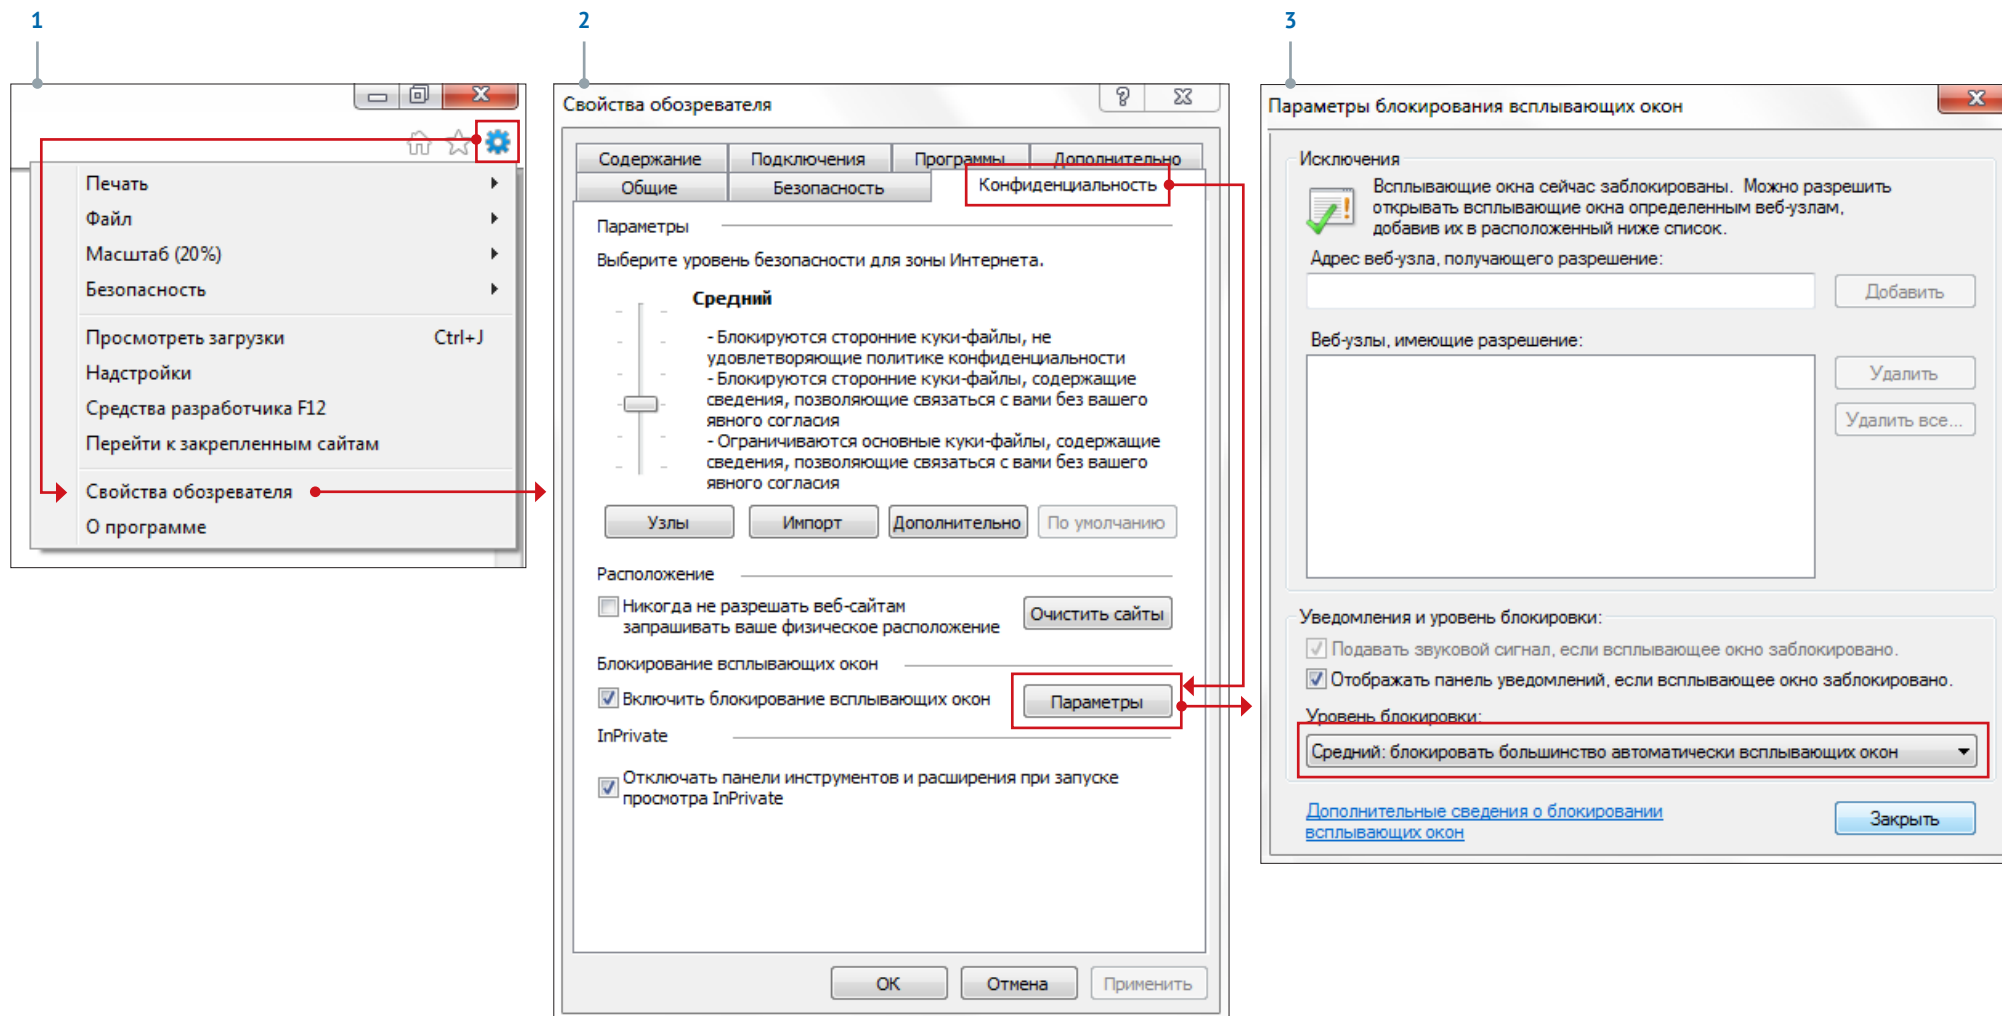 1
Печать
Файл
Масштаб (20%)
Безопасность
Просмотреть загрузки Ctrl+J
Надстройки
Средства разработчика F12
Перейти к закрепленным сайтам
Свойства обозревателя
О программе
2
Свойства обозревателя
Содержание Подключения Программы Дополнительно
Общие Безопасность Конфиденциальность
Параметры
Выберите уровень безопасности для зоны Интернета.
Средний
- Блокируются сторонние куки-файлы, не
удовлетворяющие политике конфиденциальности
- Блокируются сторонние куки-файлы, содержащие
сведения, позволяющие связаться с вами без вашего
явного согласия
- Ограничиваются основные куки-файлы, содержащие
сведения, позволяющие связаться с вами без вашего
явного согласия
Узлы Импорт Дополнительно По умолчанию
Расположение
Никогда не разрешать веб-сайтам
запрашивать ваше физическое расположение
Очистить сайты
Блокирование всплывающих окон
Включить блокирование всплывающих окон Параметры
InPrivate
Отключать панели инструментов и расширения при запуске
просмотра InPrivate
ОК Отмена Применить
3
Параметры блокирования всплывающих окон
Исключения
Всплывающие окна сейчас заблокированы. Можно разрешить
открывать всплывающие окна определенным веб-узлам,
добавив их в расположенный ниже список.
Адрес веб-узла, получающего разрешение:
Добавить
Веб-узлы, имеющие разрешение:
Удалить
Удалить все...
Уведомления и уровень блокировки:
Подавать звуковой сигнал, если всплывающее окно заблокировано.
Отображать панель уведомлений, если всплывающее окно заблокировано.
Уровень блокировки:
Средний: блокировать большинство автоматически всплывающих окон
Дополнительные сведения о блокировании
всплывающих окон
Закрыть